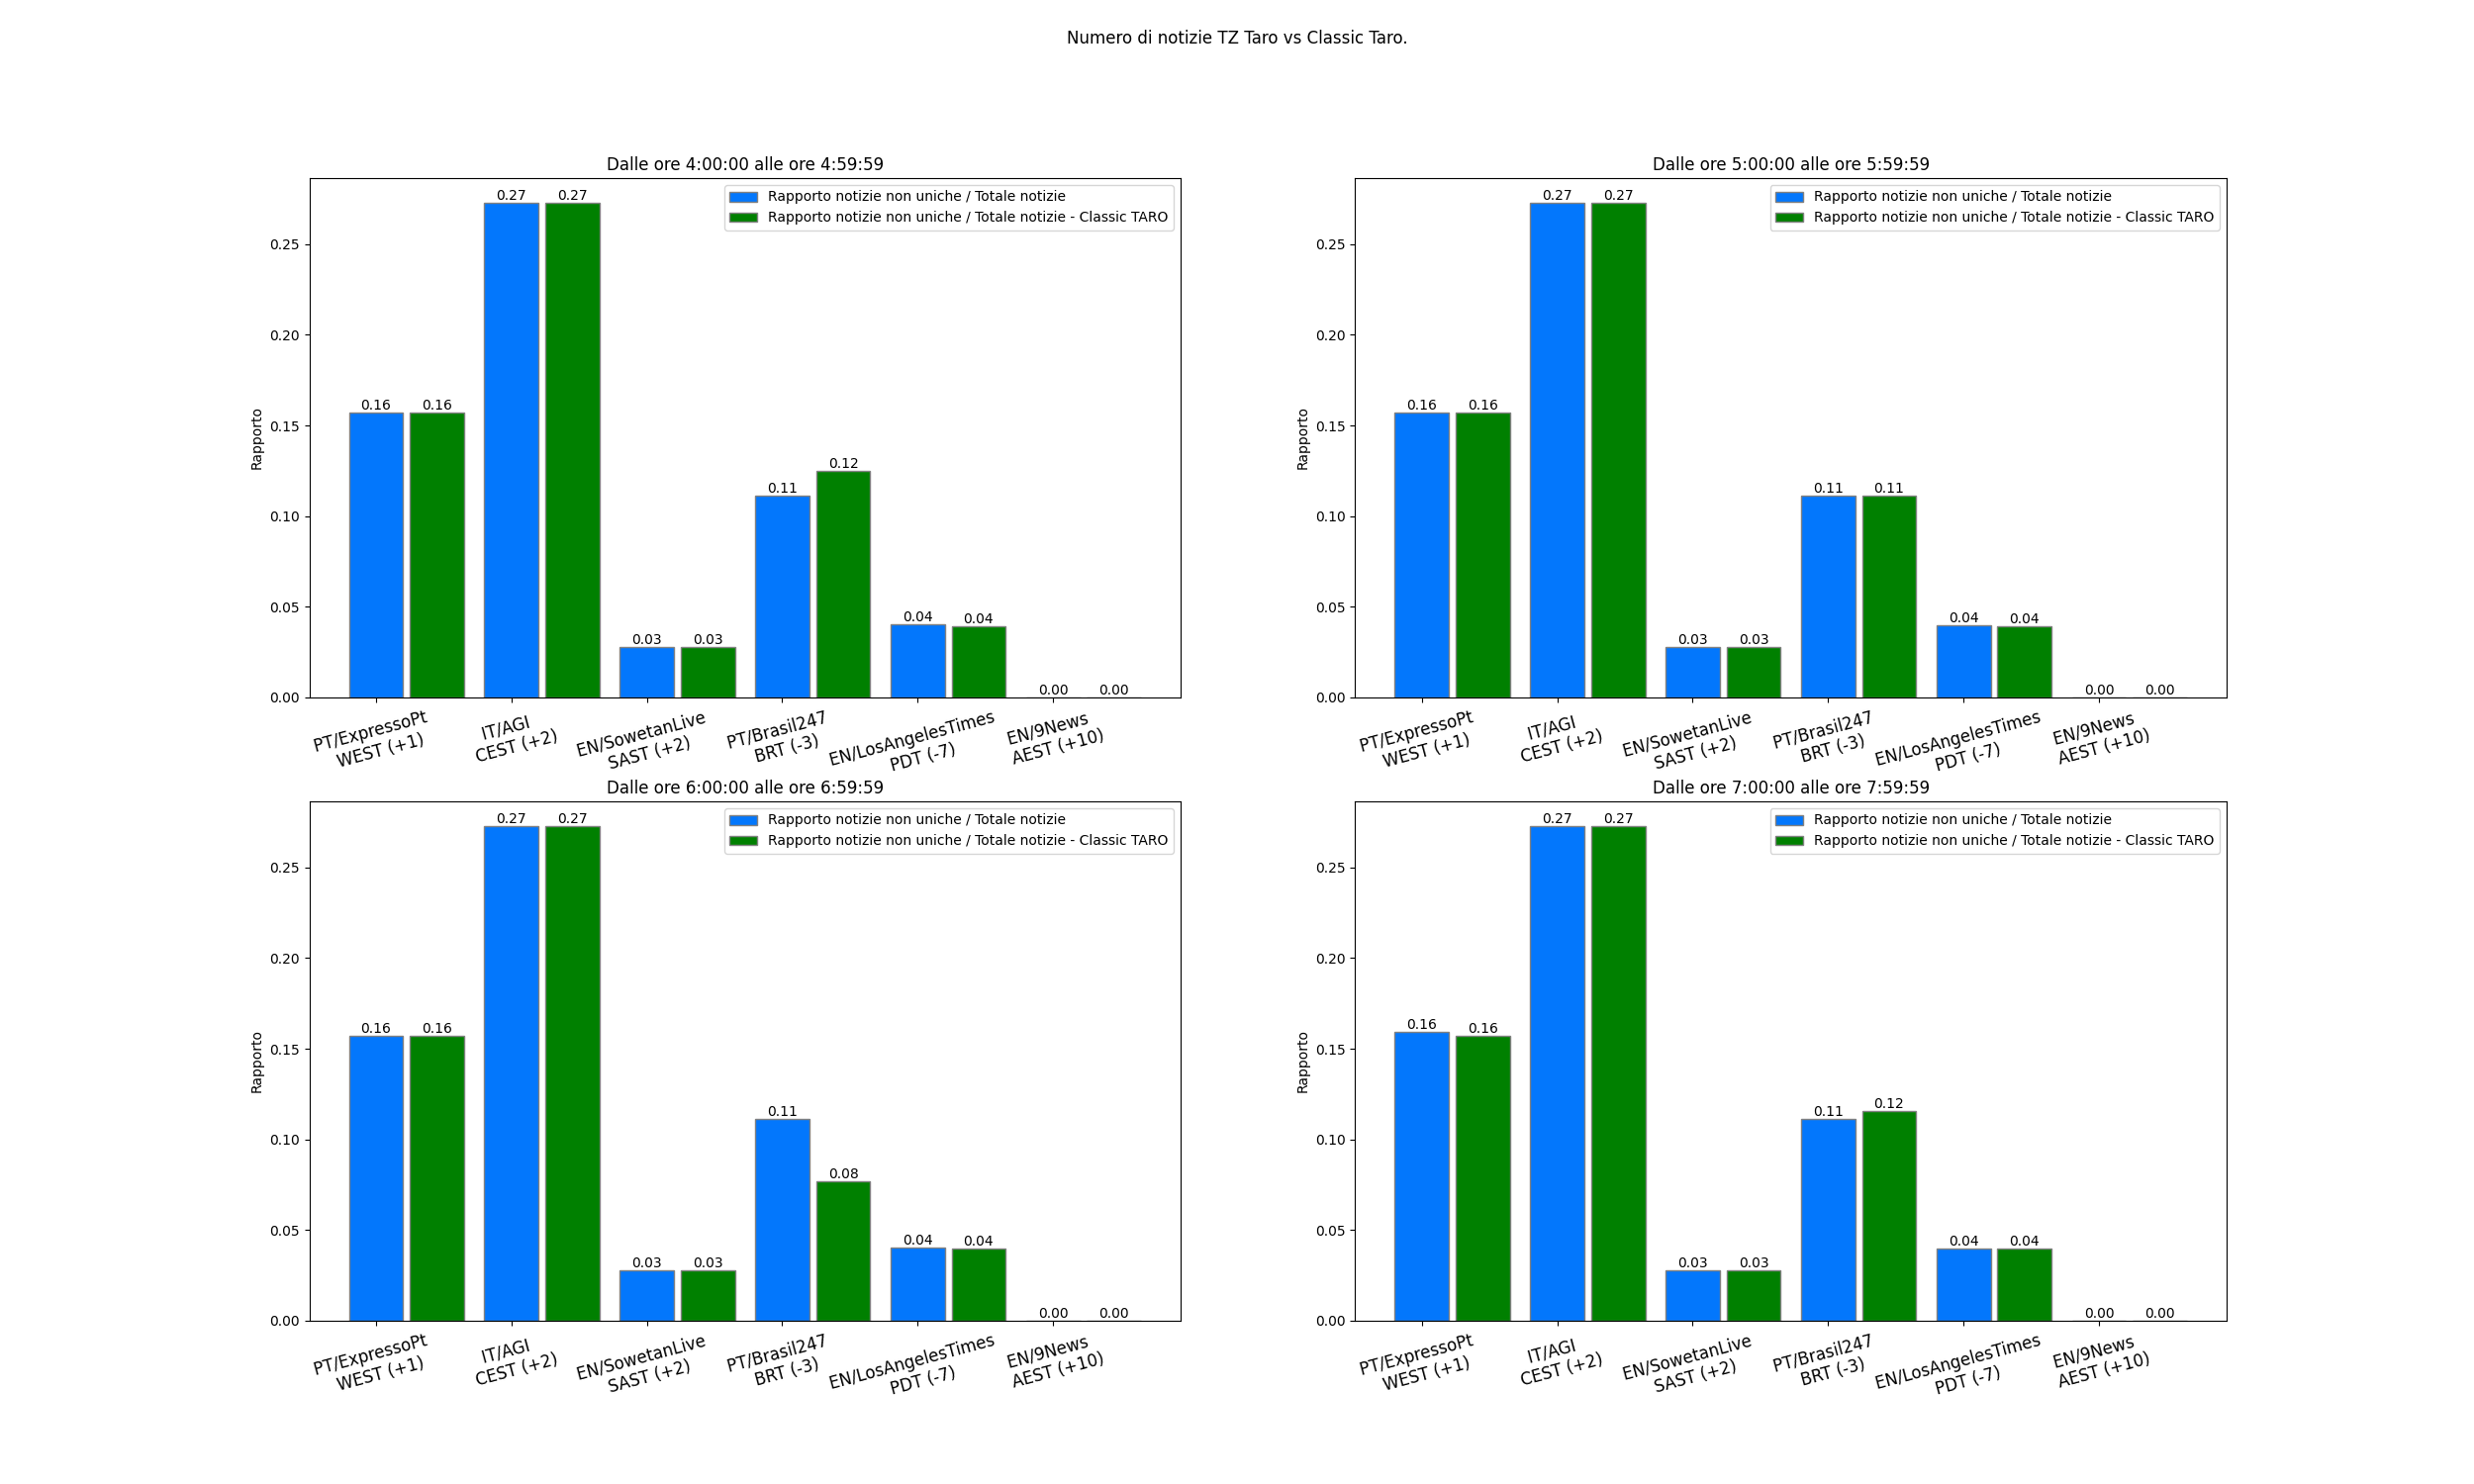 Numero di notizie TZ Taro vs Classic Taro.
Dalle ore 4:00:00 alle ore 4:59:59
Rapporto notizie non uniche / Totale notizie
Rapporto notizie non uniche / Totale notizie - Classic TARO
Rapporto
0.25
0.20
0.15
0.10
0.05
0.00
0.16
0.16
0.27
0.27
0.03
0.03
0.11
0.12
0.04
0.04
0.00
0.00
PT/ExpressoPt
WEST (+1)
IT/AGI
CEST (+2)
EN/SowetanLive
SAST (+2)
PT/Brasil247
BRT (-3)
EN/LosAngelesTimes
PDT (-7)
EN/9News
AEST (+10)
Dalle ore 5:00:00 alle ore 5:59:59
Rapporto notizie non uniche / Totale notizie
Rapporto notizie non uniche / Totale notizie - Classic TARO
Rapporto
0.25
0.20
0.15
0.10
0.05
0.00
0.16
0.16
0.27
0.27
0.03
0.03
0.11
0.11
0.04
0.04
0.00
0.00
PT/ExpressoPt
WEST (+1)
IT/AGI
CEST (+2)
EN/SowetanLive
SAST (+2)
PT/Brasil247
BRT (-3)
EN/LosAngelesTimes
PDT (-7)
EN/9News
AEST (+10)
Dalle ore 6:00:00 alle ore 6:59:59
Rapporto notizie non uniche / Totale notizie
Rapporto notizie non uniche / Totale notizie - Classic TARO
Rapporto
0.25
0.20
0.15
0.10
0.05
0.00
0.16
0.16
0.27
0.27
0.03
0.03
0.11
0.08
0.04
0.04
0.00
0.00
PT/ExpressoPt
WEST (+1)
IT/AGI
CEST (+2)
EN/SowetanLive
SAST (+2)
PT/Brasil247
BRT (-3)
EN/LosAngelesTimes
PDT (-7)
EN/9News
AEST (+10)
Dalle ore 7:00:00 alle ore 7:59:59
Rapporto notizie non uniche / Totale notizie
Rapporto notizie non uniche / Totale notizie - Classic TARO
Rapporto
0.25
0.20
0.15
0.10
0.05
0.00
0.16
0.16
0.27
0.27
0.03
0.03
0.11
0.12
0.04
0.04
0.00
0.00
PT/ExpressoPt
WEST (+1)
IT/AGI
CEST (+2)
EN/SowetanLive
SAST (+2)
PT/Brasil247
BRT (-3)
EN/LosAngelesTimes
PDT (-7)
EN/9News
AEST (+10)